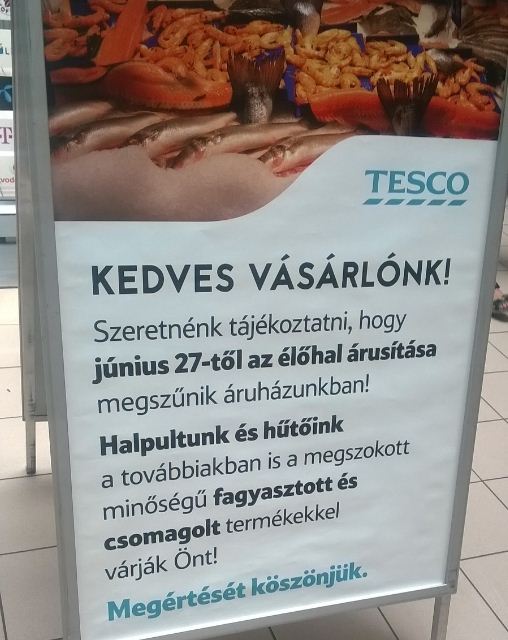 TESCO
KEDVES VÁSÁRLÓNK!
Szeretnénk tájékoztatni, hogy
június 27-től az élőhal árusítása
megszűnik áruházunkban!
Halpultunk és hűtőink
a továbbiakban is a megszokott
minőségű fagyasztott és
csomagolt termékekkel
várják Önt!
Megértését köszönjük.